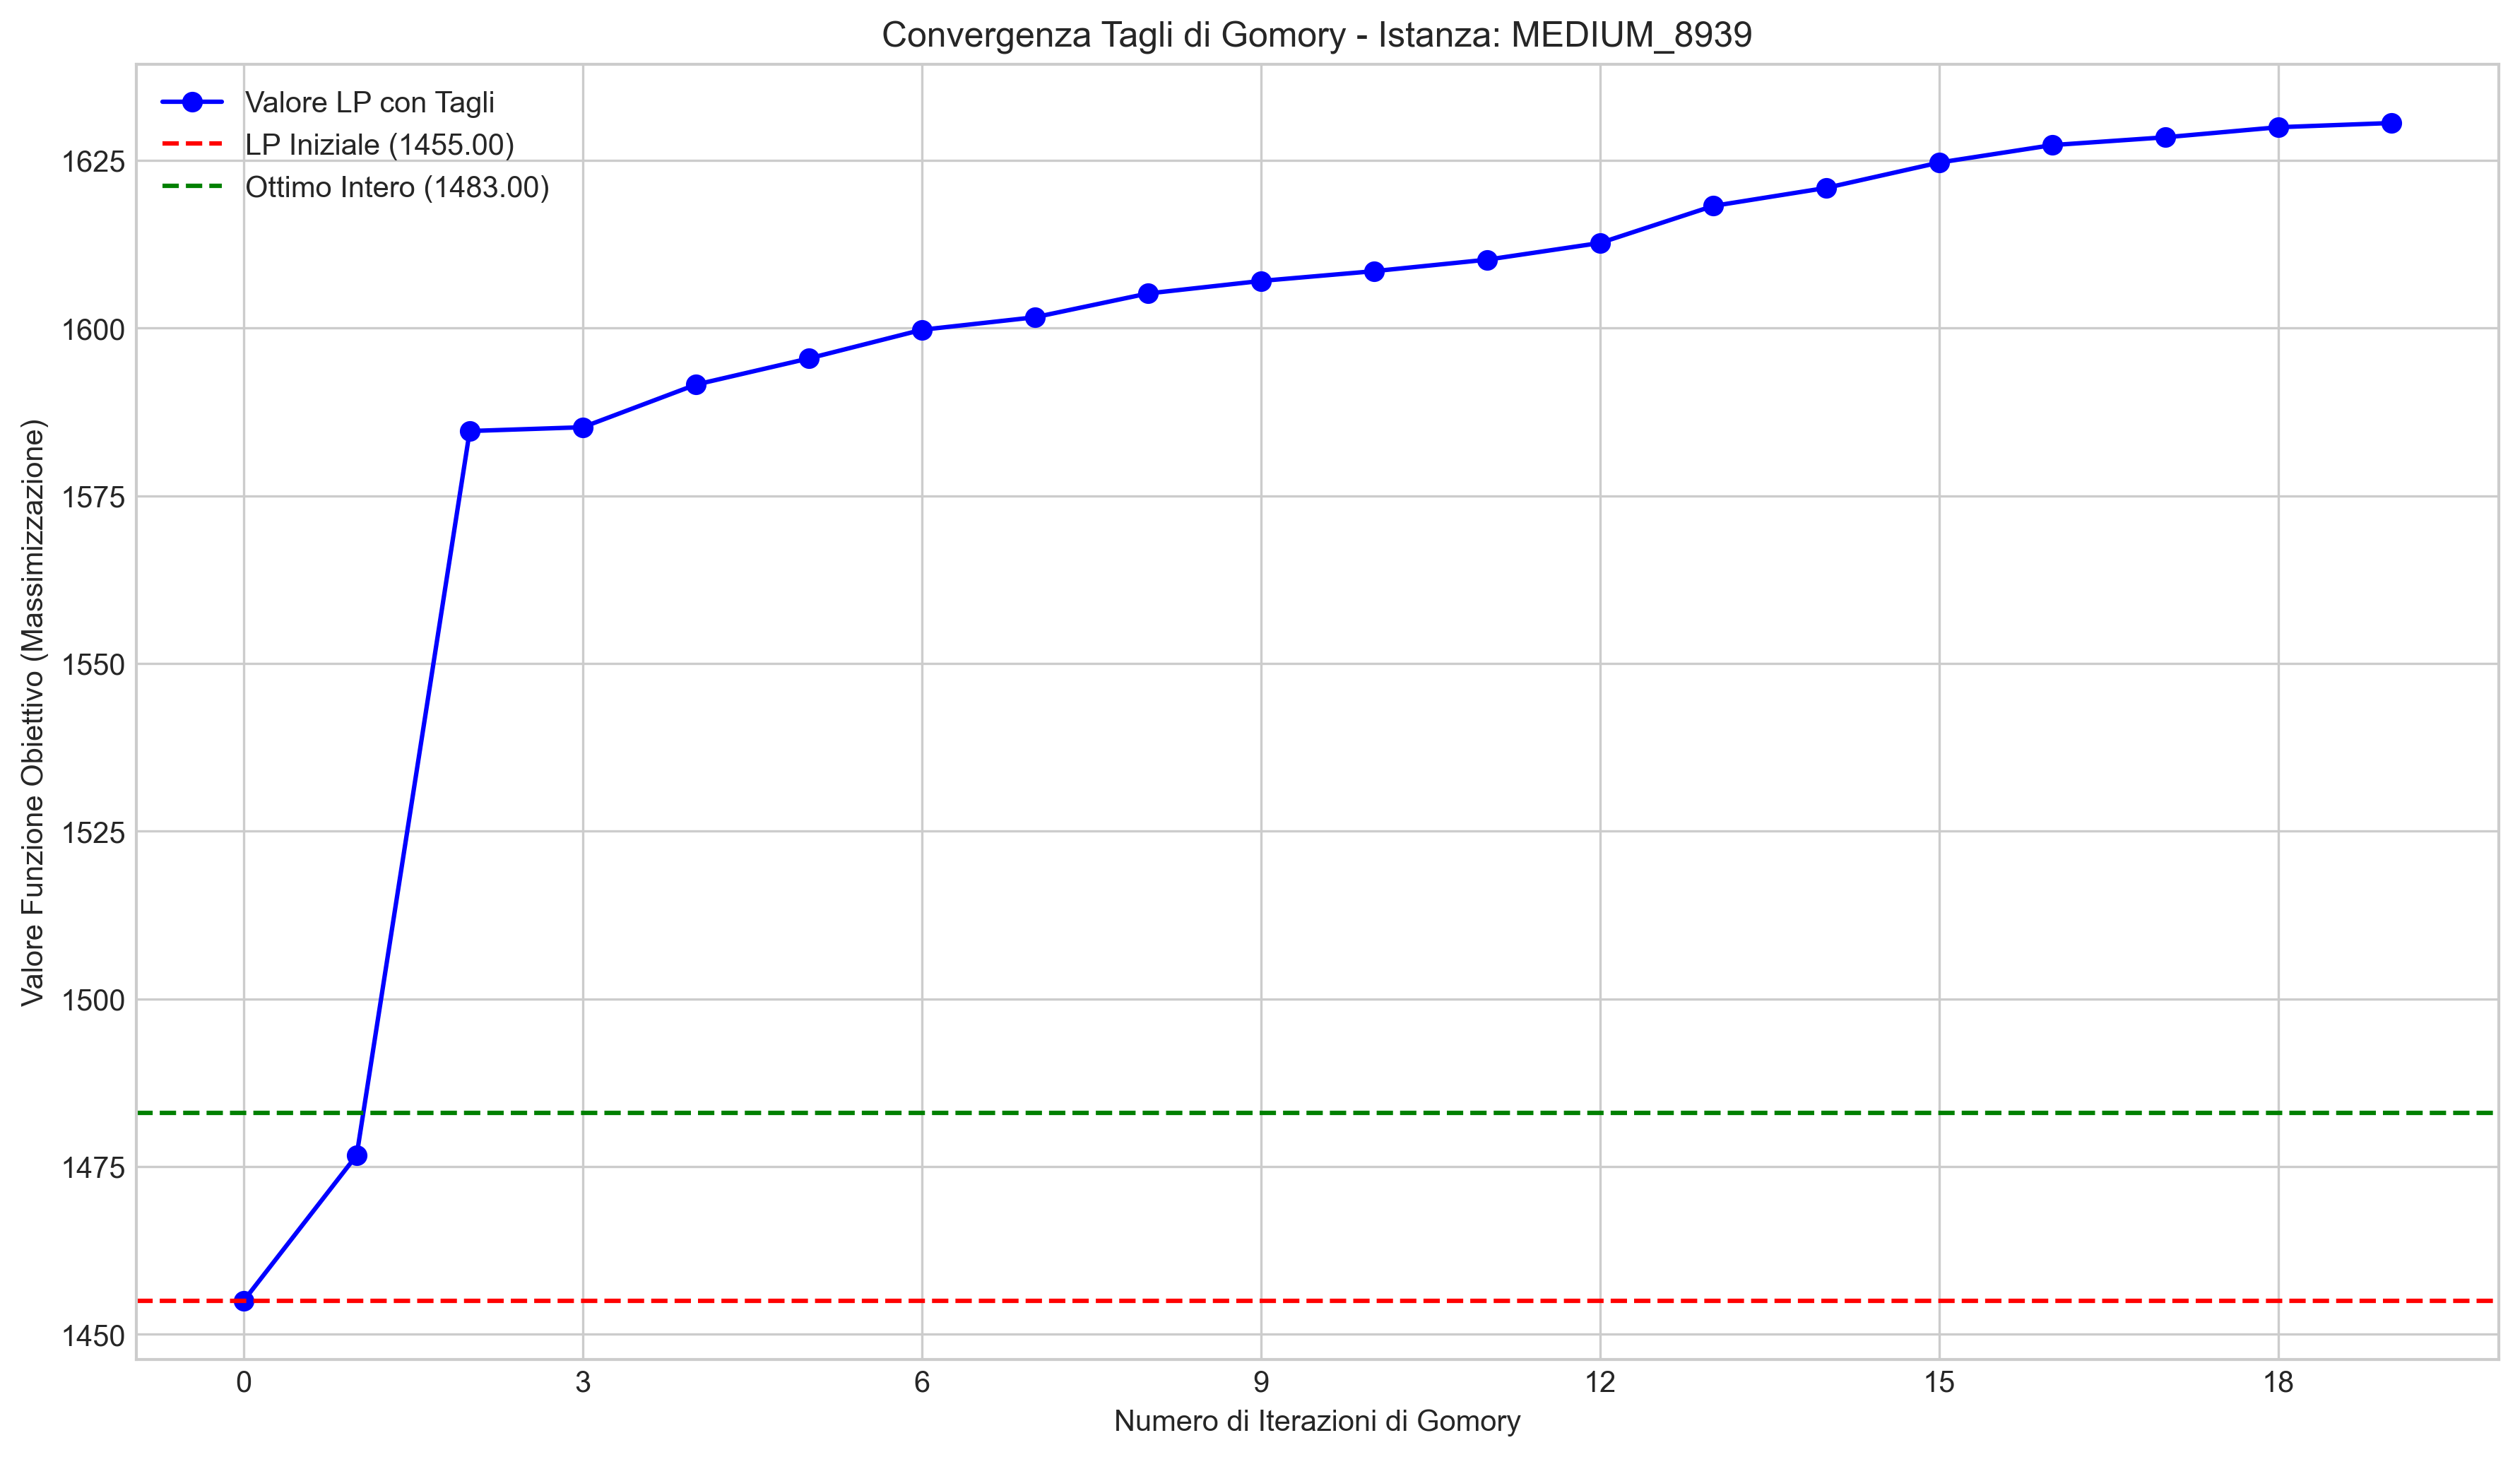 Convergenza Tagli di Gomory - Istanza: MEDIUM_8939
Valore LP con Tagli
LP Iniziale (1455.00)
Ottimo Intero (1483.00)
Valore Funzione Obiettivo (Massimizzazione)
1625
1600
1575
1550
1525
1500
1475
1450
0 3 6 9 12 15 18
Numero di Iterazioni di Gomory